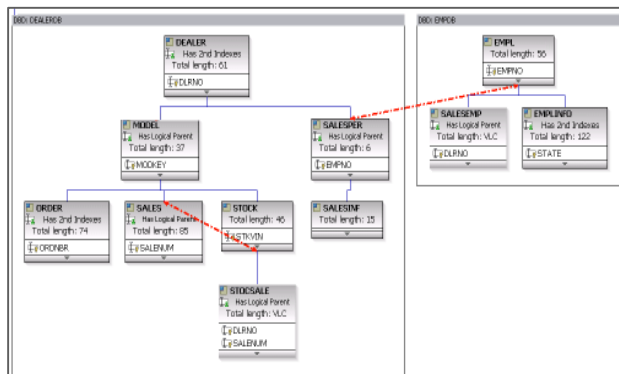 DBD: DEALERDB
DBD: EMPDB
DEALER
Has 2nd Indexes
Total length: 61
DLRNO
EMPL
Total length: 56
EMPNO
MODEL
Has Logical Parent
Total length: 37
MODKEY
SALESPER
Has Logical Parent
Total length: 6
EMPNO
SALESEMP
Total length: VLC
DLRNO
EMPLINFO
Has 2nd Indexes
Total length: 122
STATE
ORDER
Has 2nd Indexes
Total length: 74
ORDNBR
SALES
Has Logical Parent
Total length: 85
SALENUM
STOCK
Total length: 46
STKVIN
SALESINF
Total length: 15
STOCSALE
Has Logical Parent
Total length: VLC
DLRNO
SALENUM